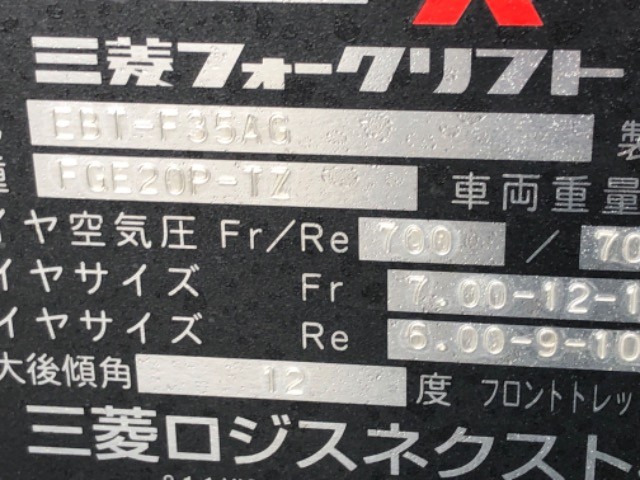 三菱フォークリフト
EBT-F35AG 製
FGE20P-TZ 車両重量
イヤ空気圧 Fr/Re 700 / 70
イヤサイズ Fr 7.00-12-1
イヤサイズ Re 6.00-9-10
大後傾角 12 度 フロントトレッ
三菱ロジスネクスト